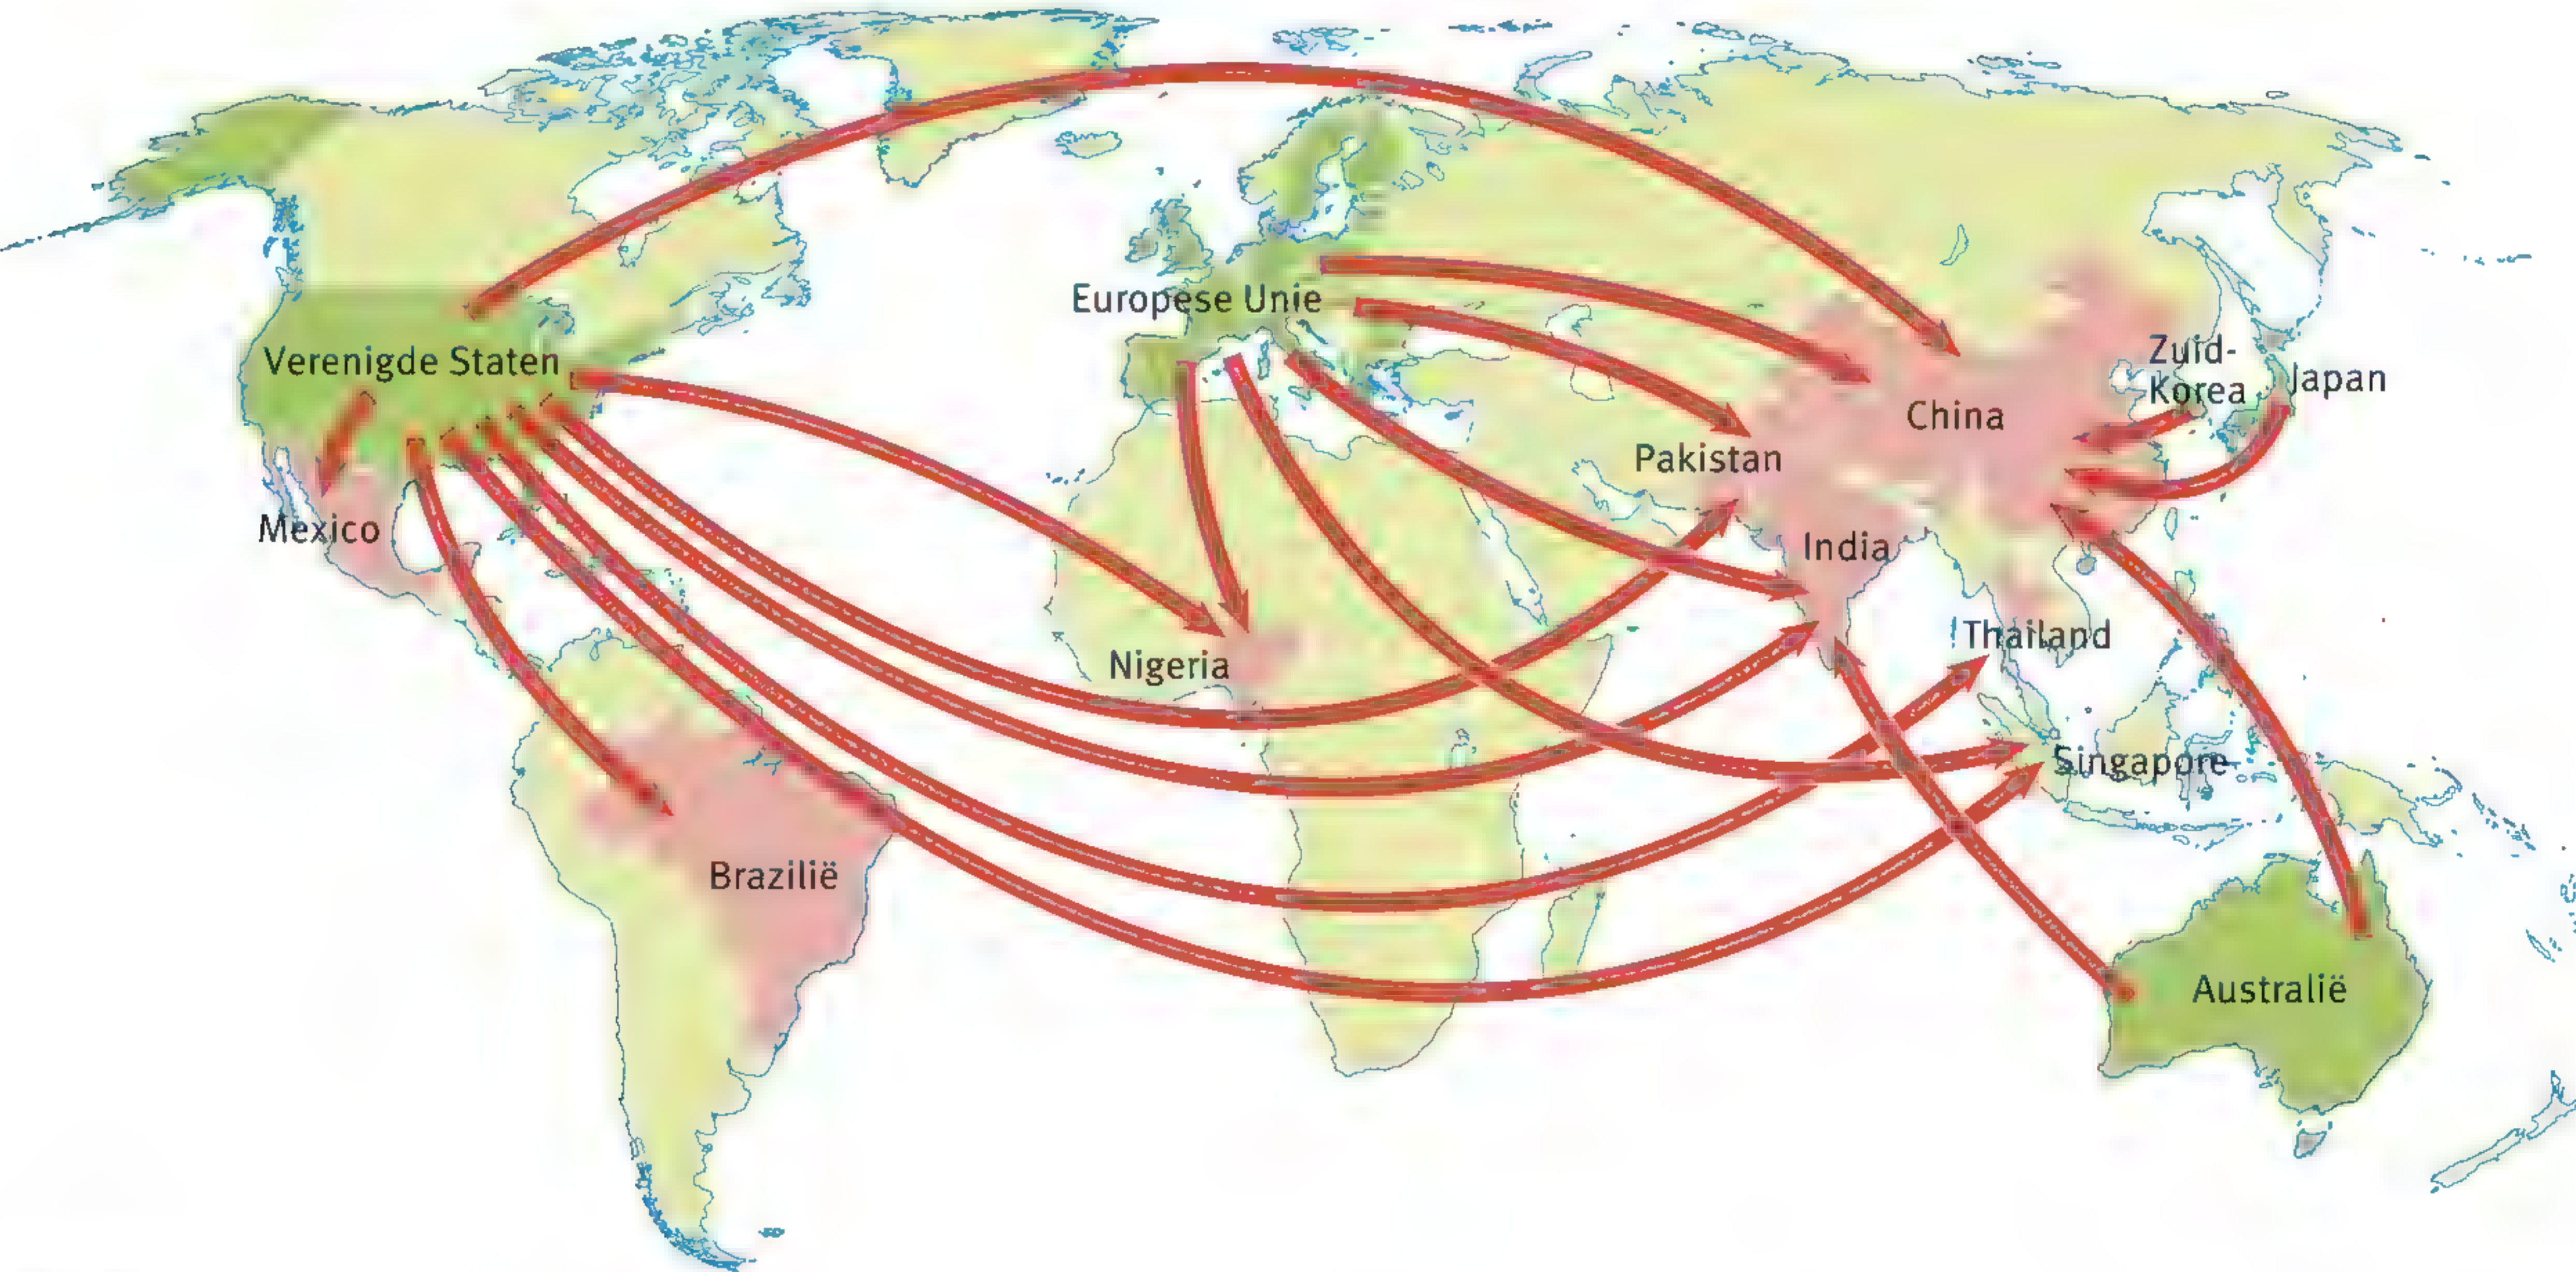 Europese Unie
Verenigde Staten
Zuid-
Korea
Japan
China
Pakistan
Mexico
India
Thailand
Nigeria
Singapore
Brazilië
Australië